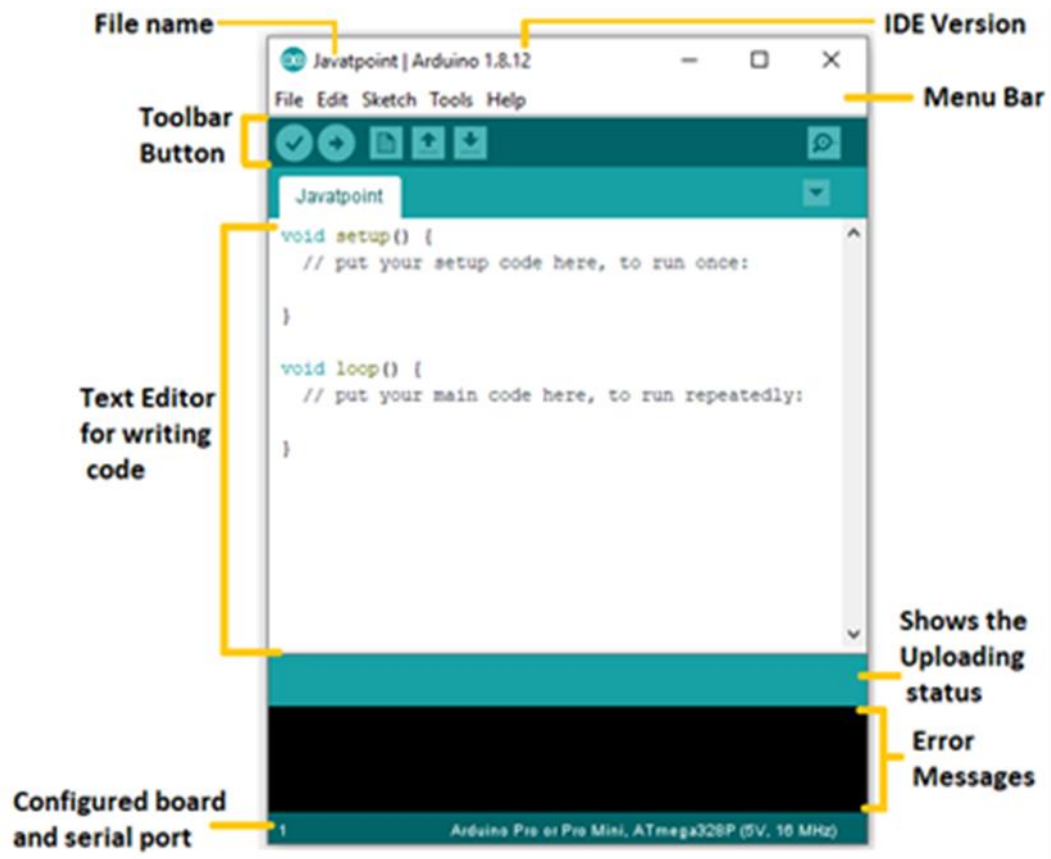 File name
IDE Version
Javatpoint | Arduino 1.8.12
File Edit Sketch Tools Help
Menu Bar
Toolbar
Button
Javatpoint
void setup() {
// put your setup code here, to run once:
}
void loop() {
// put your main code here, to run repeatedly:
}
Text Editor
for writing
code
Shows the
Uploading
status
Error
Messages
Configured board
and serial port
1
Arduino Pro or Pro Mini, ATmega328P (5V, 16 MHz)